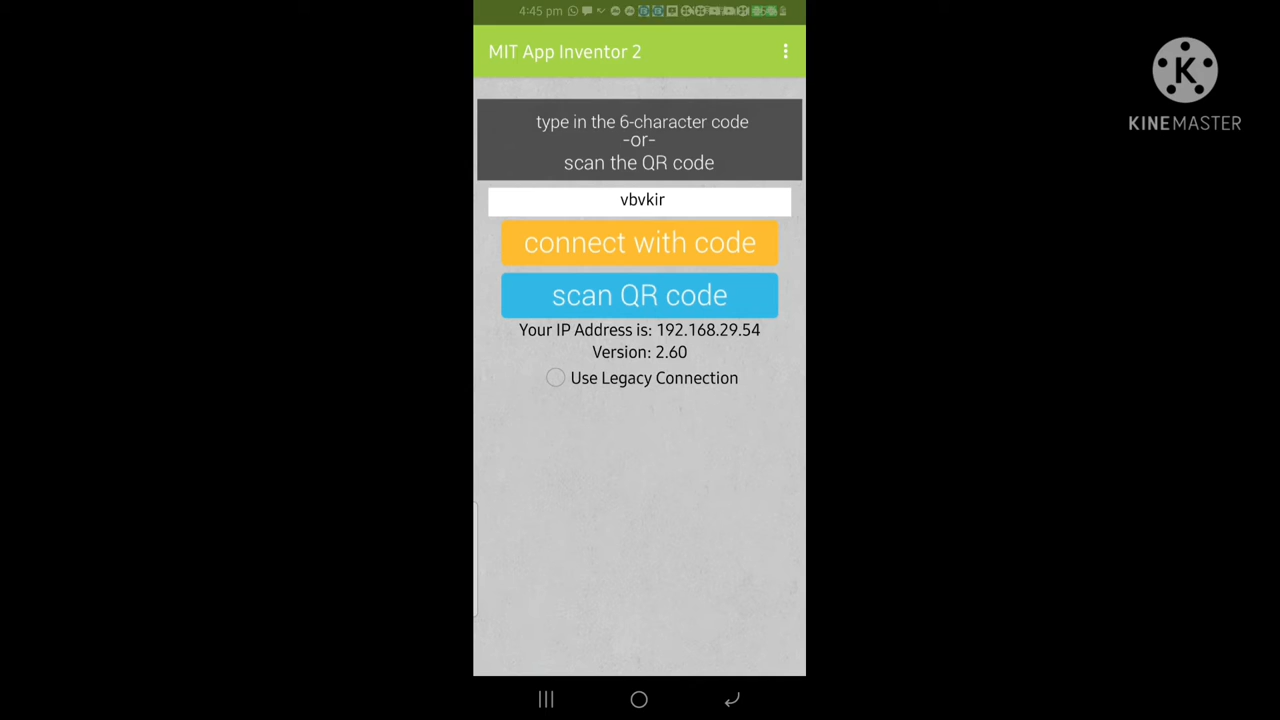 4:45 pm
MIT App Inventor 2
K
KINEMASTER
type in the 6-character code
-or-
scan the QR code
vbvkir
connect with code
scan QR code
Your IP Address is: 192.168.29.54
Version: 2.60
Use Legacy Connection